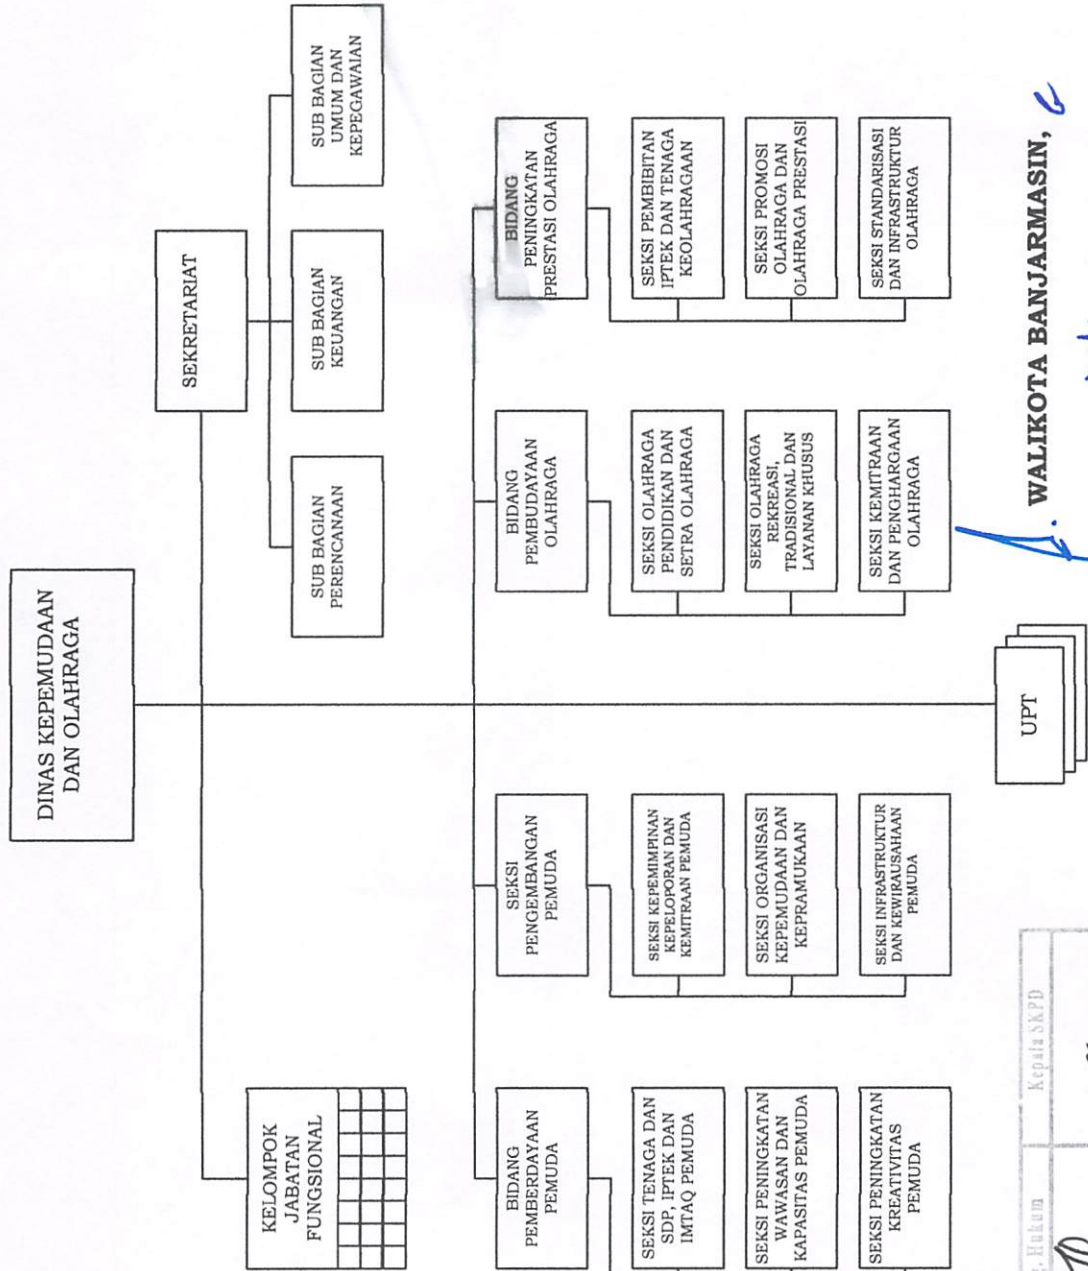 DINAS KEPEMUDAAN
DAN OLAHRAGA
KELOMPOK
JABATAN
FUNGSIONAL
SEKRETARIAT
SUB BAGIAN
PERENCANAAN
SUB BAGIAN
KEUANGAN
SUB BAGIAN
UMUM DAN
KEPEGAWAIAN
BIDANG
PEMBERDAYAAN
PEMUDA
SEKSI TENAGA DAN
SDP, IPTEK DAN
IMTAQ PEMUDA
SEKSI PENINGKATAN
WAWASAN DAN
KAPASITAS PEMUDA
SEKSI PENINGKATAN
KREATIVITAS
PEMUDA
SEKSI
PENGEMBANGAN
PEMUDA
SEKSI KEPEMIMPINAN
KEPELOPORAN DAN
KEMITRAAN PEMUDA
SEKSI ORGANISASI
KEPEMUDAAN DAN
KEPRAMUKAAN
SEKSI INFRASTRUKTUR
DAN KEWIRAUSAHAAN
PEMUDA
BIDANG
PEMBUDAYAAN
OLAHRAGA
SEKSI OLAHRAGA
PENDIDIKAN DAN
SETRA OLAHRAGA
SEKSI OLAHRAGA
REKREASI,
TRADISIONAL DAN
LAYANAN KHUSUS
SEKSI KEMITRAAN
DAN PENGHARGAAN
OLAHRAGA
BIDANG
PENINGKATAN
PRESTASI OLAHRAGA
SEKSI PEMBIBITAN
IPTEK DAN TENAGA
KEOLAHRAGAAN
SEKSI PROMOSI
OLAHRAGA DAN
OLAHRAGA PRESTASI
SEKSI STANDARISASI
DAN INFRASTRUKTUR
OLAHRAGA
UPT
WALIKOTA BANJARMASIN,
Hukum
Kepala SKPD